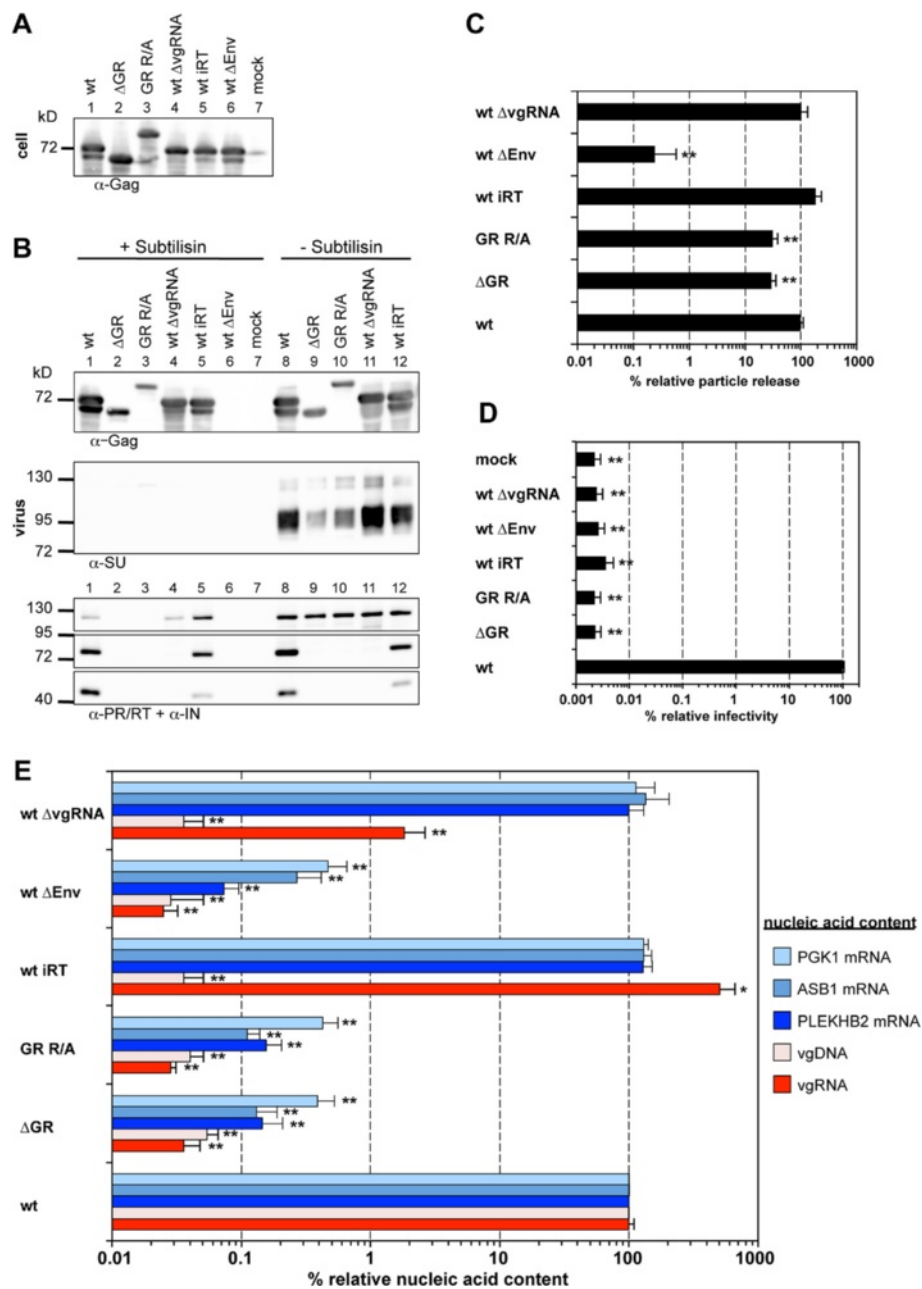 A
wt
ΔGR
GR R/A
wt ΔvgRNA
wt iRT
wt ΔEnv
mock
kD 1 2 3 4 5 6 7
72
cell
α-Gag
B
+ Subtilisin - Subtilisin
wt
ΔGR
GR R/A
wt ΔvgRNA
wt iRT
wt ΔEnv
mock
wt
ΔGR
GR R/A
wt ΔvgRNA
wt iRT
1 2 3 4 5 6 7 8 9 10 11 12
kD
72
α-Gag
130
95
72
virus
α-SU
1 2 3 4 5 6 7 8 9 10 11 12
130
95
72
40
α-PR/RT + α-IN
C
wt ΔvgRNA
wt ΔEnv **
wt iRT
GR R/A **
ΔGR **
wt
0.01 0.1 1 10 100 1000
% relative particle release
D
mock **
wt ΔvgRNA **
wt ΔEnv **
wt iRT **
GR R/A **
ΔGR **
wt
0.001 0.01 0.1 1 10 100
% relative infectivity
E
wt ΔvgRNA
**
**
wt ΔEnv
**
**
**
**
**
wt iRT
**
*
GR R/A
**
**
**
**
**
ΔGR
**
**
**
**
**
wt
0.01 0.1 1 10 100 1000
% relative nucleic acid content
nucleic acid content
PGK1 mRNA
ASB1 mRNA
PLEKHB2 mRNA
vgDNA
vgRNA